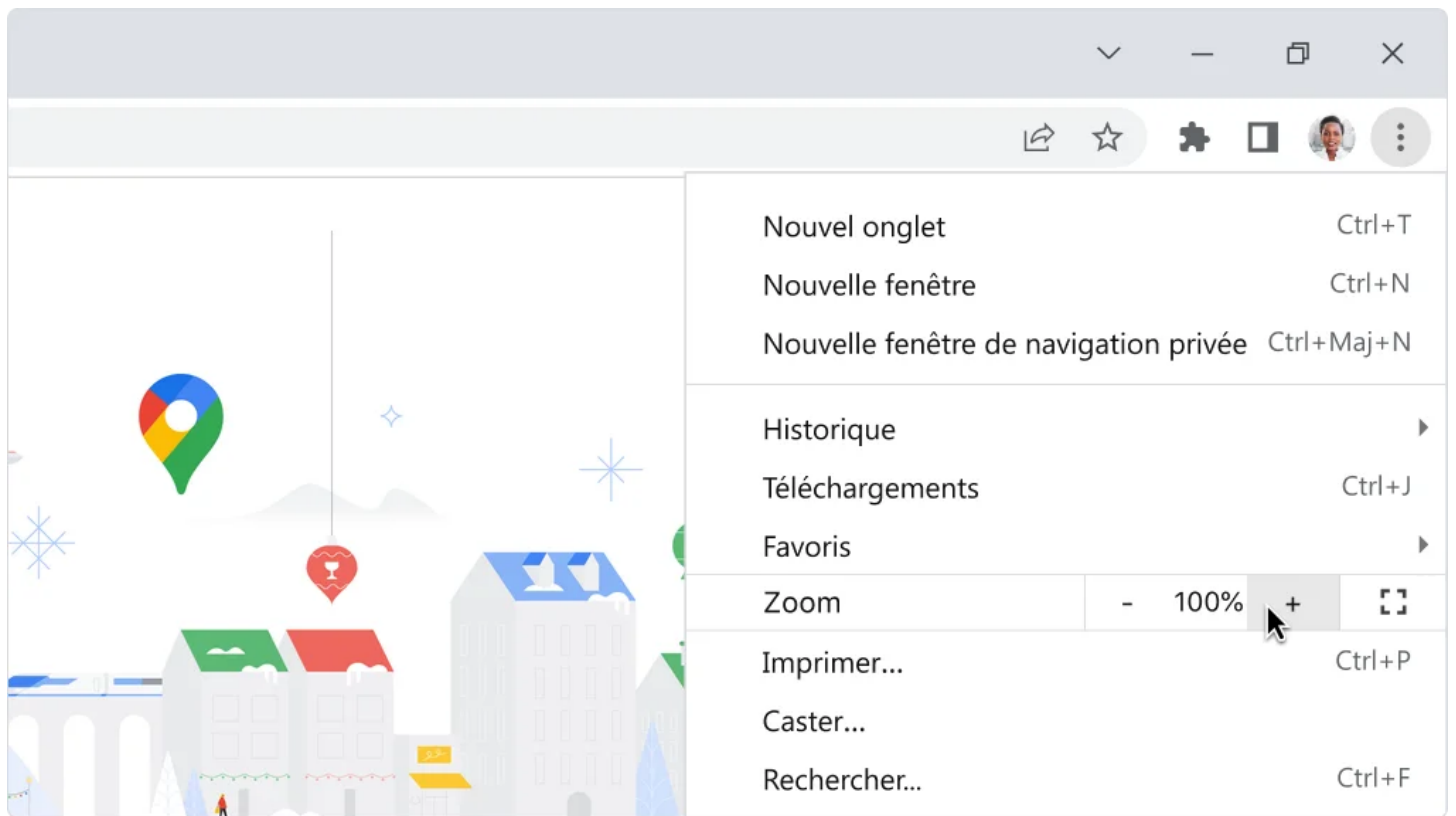 Nouvel onglet Ctrl+T
Nouvelle fenêtre Ctrl+N
Nouvelle fenêtre de navigation privée Ctrl+Maj+N
Historique
Téléchargements Ctrl+J
Favoris
Zoom - 100% +
Imprimer... Ctrl+P
Caster...
Rechercher... Ctrl+F